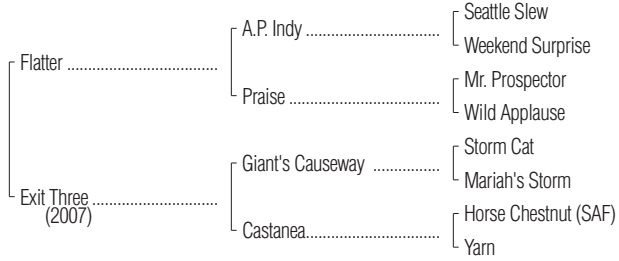 Seattle Slew
A.P. Indy ..............................
Weekend Surprise
Flatter ..................................
Mr. Prospector
Praise ..................................
Wild Applause
Storm Cat
Giant's Causeway ...............
Mariah's Storm
Exit Three ............................
(2007)
Horse Chestnut (SAF)
Castanea..............................
Yarn